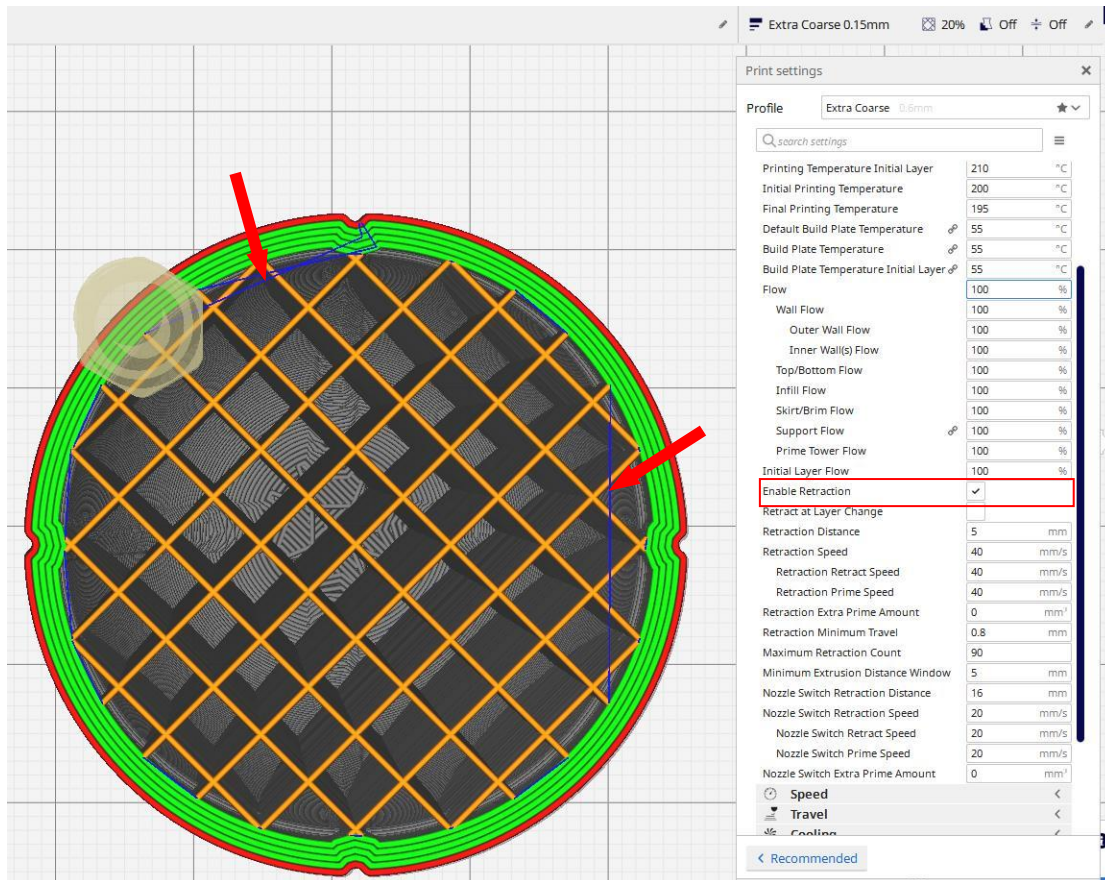 Extra Coarse 0.15mm 20% Off Off
Print settings
Profile Extra Coarse 0.6mm
search settings
Printing Temperature Initial Layer 210 °C
Initial Printing Temperature 200 °C
Final Printing Temperature 195 °C
Default Build Plate Temperature 55 °C
Build Plate Temperature 55 °C
Build Plate Temperature Initial Layer 55 °C
Flow 100 %
Wall Flow 100 %
Outer Wall Flow 100 %
Inner Wall(s) Flow 100 %
Top/Bottom Flow 100 %
Infill Flow 100 %
Skirt/Brim Flow 100 %
Support Flow 100 %
Prime Tower Flow 100 %
Initial Layer Flow 100 %
Enable Retraction
Retract at Layer Change
Retraction Distance 5 mm
Retraction Speed 40 mm/s
Retraction Retract Speed 40 mm/s
Retraction Prime Speed 40 mm/s
Retraction Extra Prime Amount 0 mm³
Retraction Minimum Travel 0.8 mm
Maximum Retraction Count 90
Minimum Extrusion Distance Window 5 mm
Nozzle Switch Retraction Distance 16 mm
Nozzle Switch Retraction Speed 20 mm/s
Nozzle Switch Retract Speed 20 mm/s
Nozzle Switch Prime Speed 20 mm/s
Nozzle Switch Extra Prime Amount 0 mm³
Speed
Travel
Cooling
Recommended